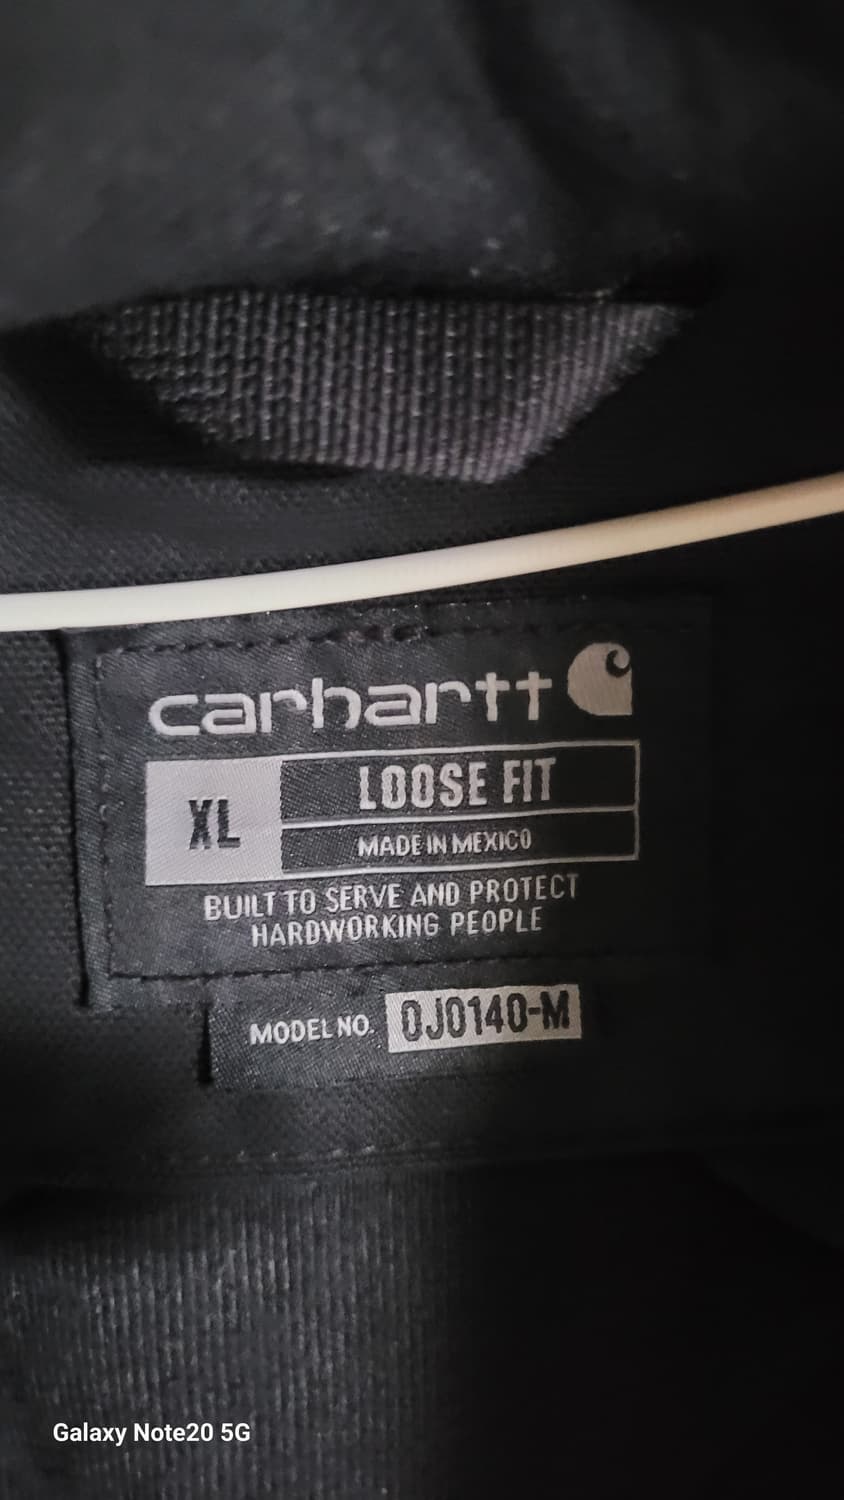 carhartt
XL
LOOSE FIT
MADE IN MEXICO
BUILT TO SERVE AND PROTECT
HARDWORKING PEOPLE
MODEL NO. OJ0140-M
Galaxy Note20 5G